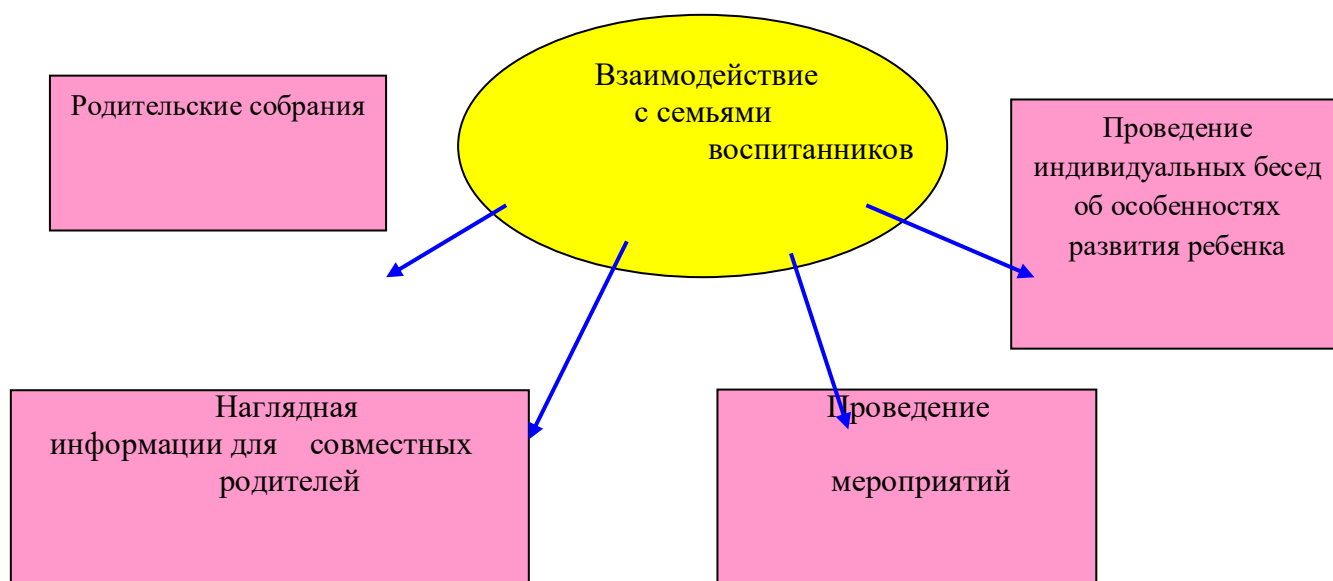 Взаимодействие
с семьями
воспитанников
Родительские собрания
Проведение
индивидуальных бесед
об особенностях
развития ребенка
Наглядная
информации для совместных
родителей
Проведение
мероприятий